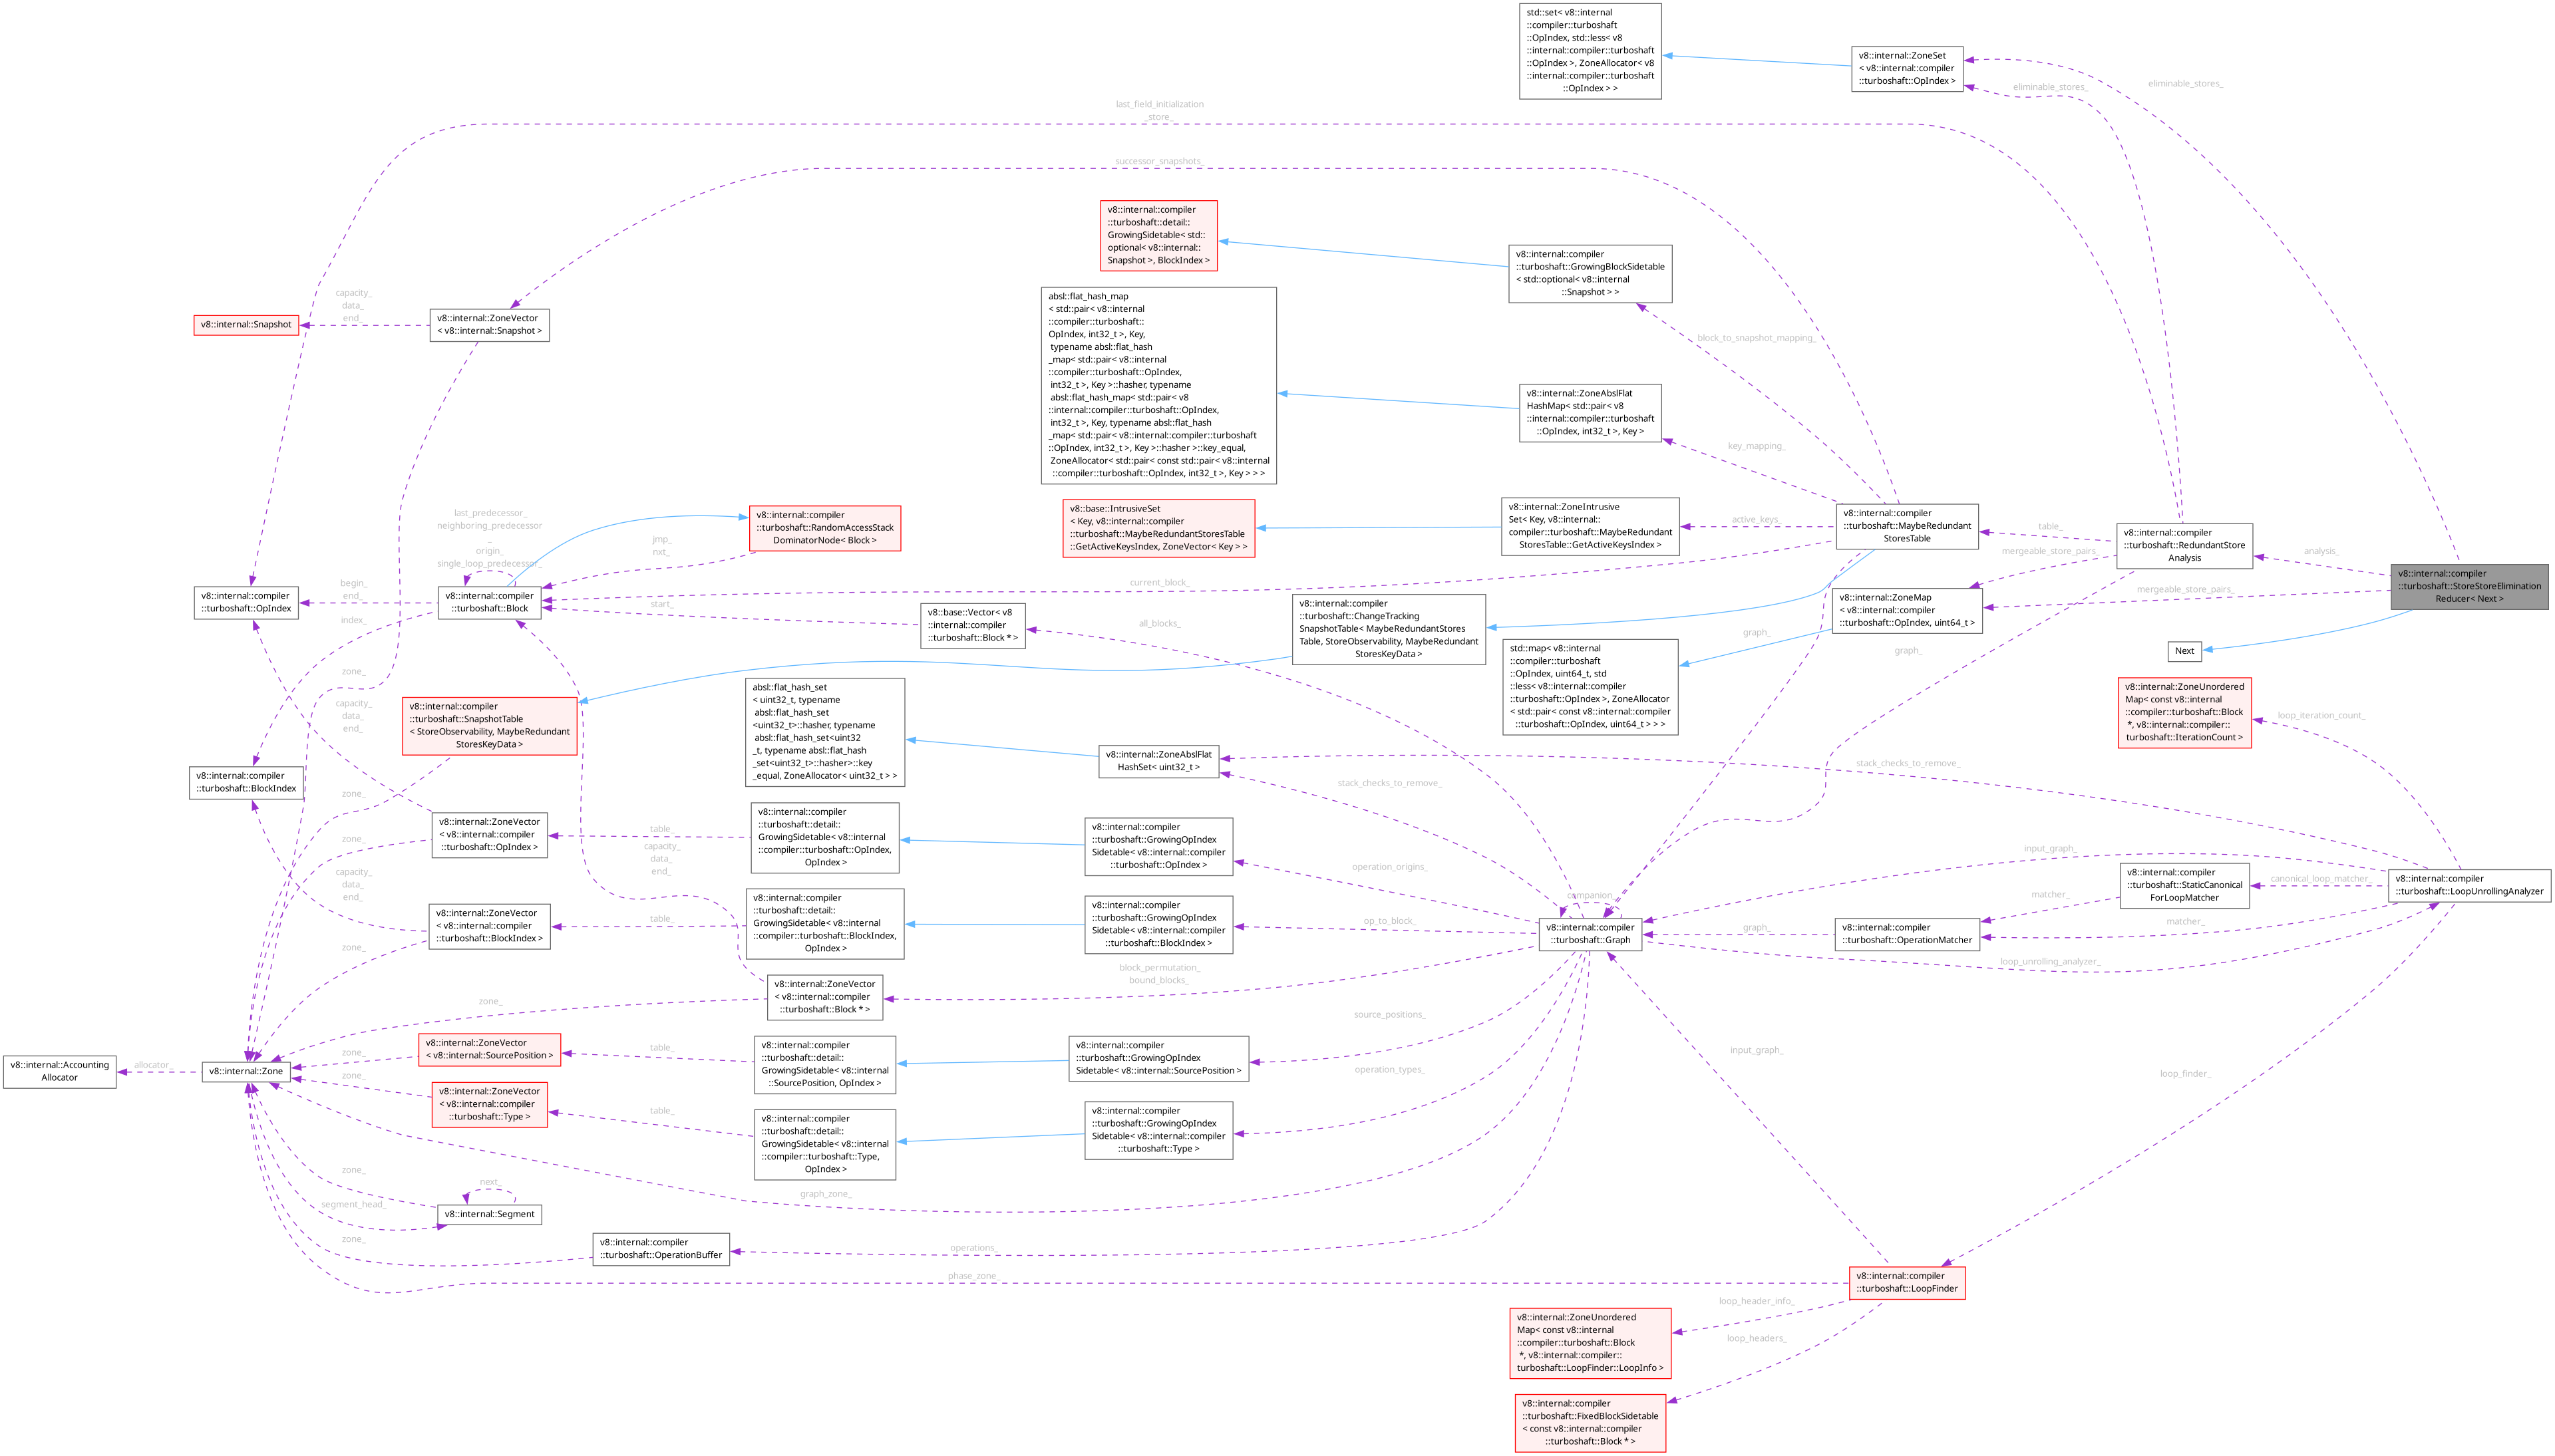 std::set< v8::internal
::compiler::turboshaft
::OpIndex, std::less< v8
::internal::compiler::turboshaft
::OpIndex >, ZoneAllocator< v8
::internal::compiler::turboshaft
::OpIndex > >
v8::internal::ZoneSet
< v8::internal::compiler
::turboshaft::OpIndex >
eliminable_stores_
eliminable_stores_
last_field_initialization
_store_
successor_snapshots_
v8::internal::compiler
::turboshaft::detail::
GrowingSidetable< std::
optional< v8::internal::
Snapshot >, BlockIndex >
v8::internal::compiler
::turboshaft::GrowingBlockSidetable
< std::optional< v8::internal
::Snapshot > >
v8::internal::Snapshot
capacity_
data_
end_
v8::internal::ZoneVector
< v8::internal::Snapshot >
absl::flat_hash_map
< std::pair< v8::internal
::compiler::turboshaft::
OpIndex, int32_t >, Key,
typename absl::flat_hash
_map< std::pair< v8::internal
::compiler::turboshaft::OpIndex,
int32_t >, Key >::hasher, typename
absl::flat_hash_map< std::pair< v8
::internal::compiler::turboshaft::OpIndex,
int32_t >, Key, typename absl::flat_hash
_map< std::pair< v8::internal::compiler::turboshaft
::OpIndex, int32_t >, Key >::hasher >::key_equal,
ZoneAllocator< std::pair< const std::pair< v8::internal
::compiler::turboshaft::OpIndex, int32_t >, Key > > >
block_to_snapshot_mapping_
v8::internal::ZoneAbslFlat
HashMap< std::pair< v8
::internal::compiler::turboshaft
::OpIndex, int32_t >, Key >
key_mapping_
last_predecessor_
neighboring_predecessor
_
origin_
single_loop_predecessor_
v8::internal::compiler
::turboshaft::RandomAccessStack
DominatorNode< Block >
jmp_
nxt_
v8::base::IntrusiveSet
< Key, v8::internal::compiler
::turboshaft::MaybeRedundantStoresTable
::GetActiveKeysIndex, ZoneVector< Key > >
v8::internal::ZoneIntrusive
Set< Key, v8::internal::
compiler::turboshaft::MaybeRedundant
StoresTable::GetActiveKeysIndex >
active_keys_
v8::internal::compiler
::turboshaft::MaybeRedundant
StoresTable
table_
v8::internal::compiler
::turboshaft::RedundantStore
Analysis
analysis_
mergeable_store_pairs_
v8::internal::compiler
::turboshaft::StoreStoreElimination
Reducer< Next >
v8::internal::compiler
::turboshaft::OpIndex
begin_
end_
v8::internal::compiler
::turboshaft::Block
current_block_
start_
index_
v8::base::Vector< v8
::internal::compiler
::turboshaft::Block * >
all_blocks_
v8::internal::compiler
::turboshaft::ChangeTracking
SnapshotTable< MaybeRedundantStores
Table, StoreObservability, MaybeRedundant
StoresKeyData >
v8::internal::ZoneMap
< v8::internal::compiler
::turboshaft::OpIndex, uint64_t >
mergeable_store_pairs_
graph_
graph_
std::map< v8::internal
::compiler::turboshaft
::OpIndex, uint64_t, std
::less< v8::internal::compiler
::turboshaft::OpIndex >, ZoneAllocator
< std::pair< const v8::internal::compiler
::turboshaft::OpIndex, uint64_t > > >
Next
zone_
capacity_
data_
end_
v8::internal::compiler
::turboshaft::SnapshotTable
< StoreObservability, MaybeRedundant
StoresKeyData >
absl::flat_hash_set
< uint32_t, typename
absl::flat_hash_set
<uint32_t>::hasher, typename
absl::flat_hash_set<uint32
_t, typename absl::flat_hash
_set<uint32_t>::hasher>::key
_equal, ZoneAllocator< uint32_t > >
v8::internal::ZoneUnordered
Map< const v8::internal
::compiler::turboshaft::Block
*, v8::internal::compiler::
turboshaft::IterationCount >
loop_iteration_count_
v8::internal::ZoneAbslFlat
HashSet< uint32_t >
stack_checks_to_remove_
stack_checks_to_remove_
v8::internal::compiler
::turboshaft::BlockIndex
zone_
v8::internal::ZoneVector
< v8::internal::compiler
::turboshaft::OpIndex >
zone_
table_
v8::internal::compiler
::turboshaft::detail::
GrowingSidetable< v8::internal
::compiler::turboshaft::OpIndex,
OpIndex >
v8::internal::compiler
::turboshaft::GrowingOpIndex
Sidetable< v8::internal::compiler
::turboshaft::OpIndex >
operation_origins_
input_graph_
capacity_
data_
end_
capacity_
data_
end_
v8::internal::ZoneVector
< v8::internal::compiler
::turboshaft::BlockIndex >
table_
v8::internal::compiler
::turboshaft::detail::
GrowingSidetable< v8::internal
::compiler::turboshaft::BlockIndex,
OpIndex >
v8::internal::compiler
::turboshaft::GrowingOpIndex
Sidetable< v8::internal::compiler
::turboshaft::BlockIndex >
op_to_block_
companion_
v8::internal::compiler
::turboshaft::Graph
graph_
v8::internal::compiler
::turboshaft::OperationMatcher
matcher_
matcher_
v8::internal::compiler
::turboshaft::StaticCanonical
ForLoopMatcher
canonical_loop_matcher_
v8::internal::compiler
::turboshaft::LoopUnrollingAnalyzer
loop_unrolling_analyzer_
zone_
block_permutation_
bound_blocks_
v8::internal::ZoneVector
< v8::internal::compiler
::turboshaft::Block * >
zone_
source_positions_
v8::internal::Accounting
Allocator
allocator_
v8::internal::Zone
zone_
v8::internal::ZoneVector
< v8::internal::SourcePosition >
table_
v8::internal::compiler
::turboshaft::detail::
GrowingSidetable< v8::internal
::SourcePosition, OpIndex >
v8::internal::compiler
::turboshaft::GrowingOpIndex
Sidetable< v8::internal::SourcePosition >
operation_types_
input_graph_
loop_finder_
zone_
v8::internal::ZoneVector
< v8::internal::compiler
::turboshaft::Type >
table_
v8::internal::compiler
::turboshaft::detail::
GrowingSidetable< v8::internal
::compiler::turboshaft::Type,
OpIndex >
v8::internal::compiler
::turboshaft::GrowingOpIndex
Sidetable< v8::internal::compiler
::turboshaft::Type >
zone_
next_
segment_head_
v8::internal::Segment
graph_zone_
zone_
v8::internal::compiler
::turboshaft::OperationBuffer
operations_
phase_zone_
v8::internal::compiler
::turboshaft::LoopFinder
loop_header_info_
v8::internal::ZoneUnordered
Map< const v8::internal
::compiler::turboshaft::Block
*, v8::internal::compiler::
turboshaft::LoopFinder::LoopInfo >
loop_headers_
v8::internal::compiler
::turboshaft::FixedBlockSidetable
< const v8::internal::compiler
::turboshaft::Block * >